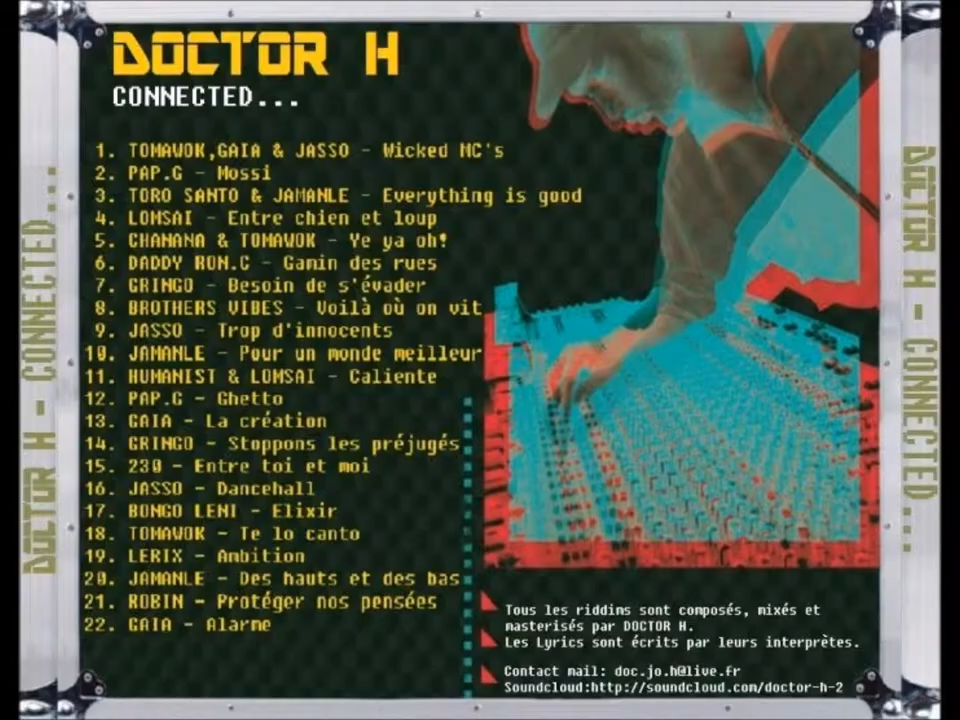 DOCTOR H
CONNECTED...
1. TOMAWOK,GAIA & JASSO - Wicked MC's
2. PAP.G - Mossi
3. TORO SANTO & JAMANLE - Everything is good
4. LOMSAI - Entre chien et loup
5. CHANANA & TOMAWOK - Ye ya oh!
6. DADDY RON.C - Gamin des rues
7. GRINGO - Besoin de s'évader
8. BROTHERS VIBES - Voilà où on vit
9. JASSO - Trop d'innocents
10. JAMANLE - Pour un monde meilleur
11. HUMANIST & LOMSAI - Caliente
12. PAP.G - Ghetto
13. GAIA - La création
14. GRINGO - Stoppons les préjugés
15. 230 - Entre toi et moi
16. JASSO - Dancehall
17. BONGO LENI - Elixir
18. TOMAWOK - Te lo canto
19. LERIX - Ambition
20. JAMANLE - Des hauts et des bas
21. ROBIN - Protéger nos pensées
22. GAIA - Alarme
Tous les riddims sont composés, mixés et
masterisés par DOCTOR H.
Les Lyrics sont écrits par leurs interprètes.
Contact mail: doc.jo.h@live.fr
Soundcloud:http://soundcloud.com/doctor-h-2
DOCTOR H - CONNECTED...
DOCTOR H - CONNECTED...